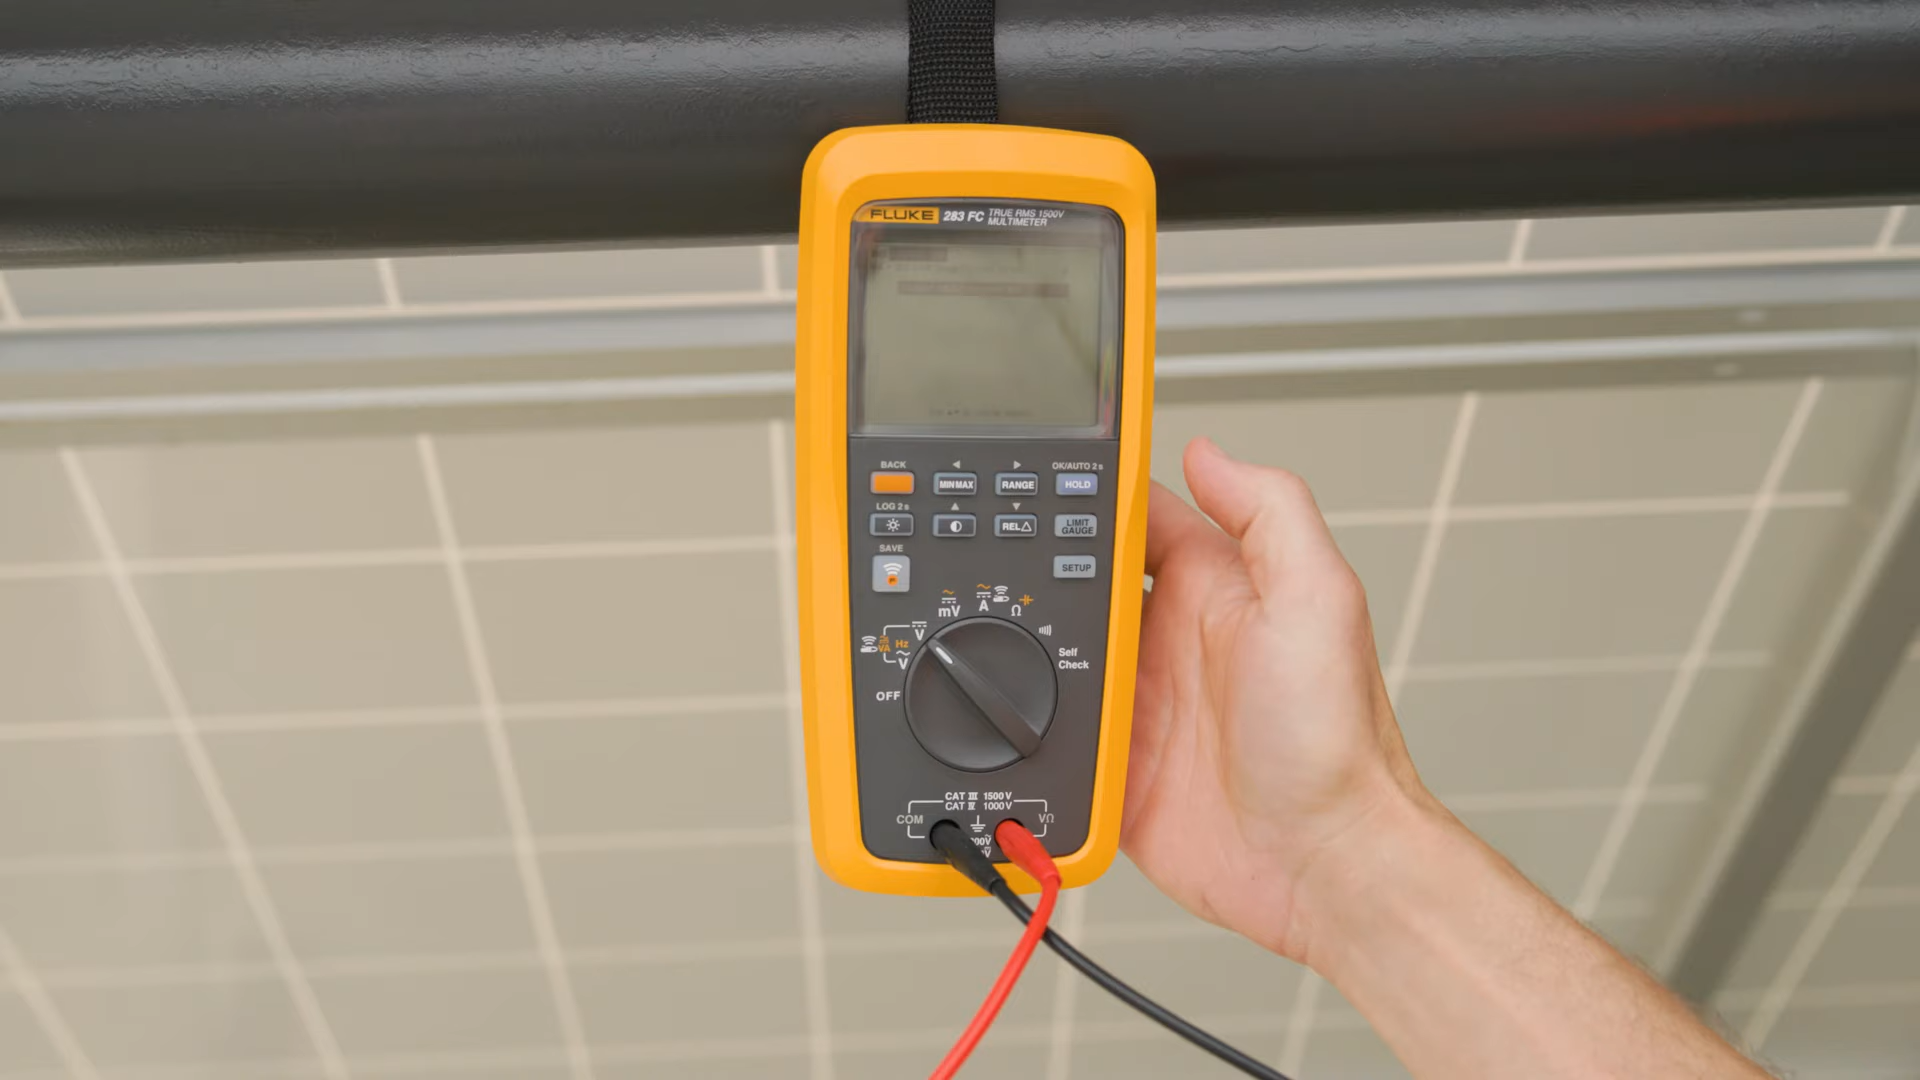 FLUKE 283 FC TRUE RMS 1500V
MULTIMETER
BACK
OK/AUTO 2 s
MIN MAX
RANGE
HOLD
LOG 2 s
REL△
LIMIT
GAUGE
SAVE
SETUP
mV
A
Ω
V
VA
Hz
V
Self
Check
OFF
CAT III 1500 V
CAT IV 1000 V
COM
VΩ